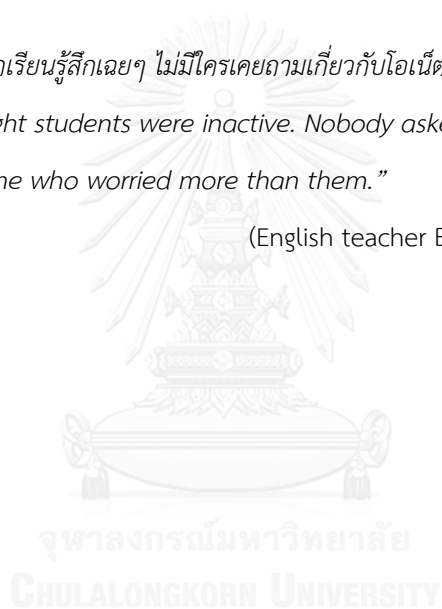 าเรียนรู้สึกเฉยๆ ไม่มีใครเคยถามเกี่ยวกับโอเน็ต
ght students were inactive. Nobody aske
ne who worried more than them.”
(English teacher E
จุฬาลงกรณ์มหาวิทยาลัย
CHULALONGKORN UNIVERSITY